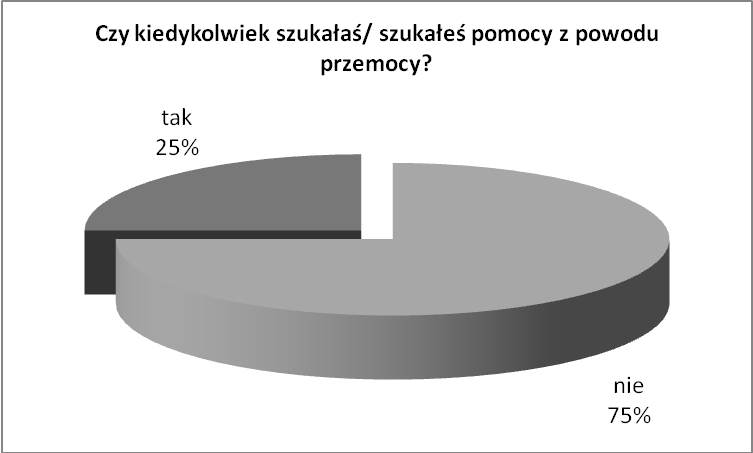 Czy kiedykolwiek szukałaś/ szukałeś pomocy z powodu
przemocy?
tak
25%
nie
75%